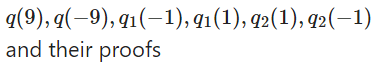 q(9), q(−9), q₁(−1), q₁(1), q₂(1), q₂(−1)
and their proofs